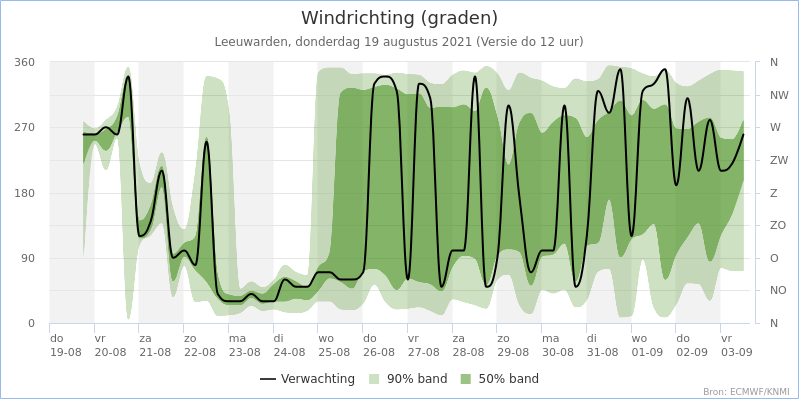 Windrichting (graden)
Leeuwarden, donderdag 19 augustus 2021 (Versie do 12 uur)
360 N
NW
270 W
ZW
180 Z
ZO
90 O
NO
0 N
do vr za zo ma di wo do vr za zo ma di wo do vr
19-08 20-08 21-08 22-08 23-08 24-08 25-08 26-08 27-08 28-08 29-08 30-08 31-08 01-09 02-09 03-09
Verwachting 90% band 50% band
Bron: ECMWF/KNMI